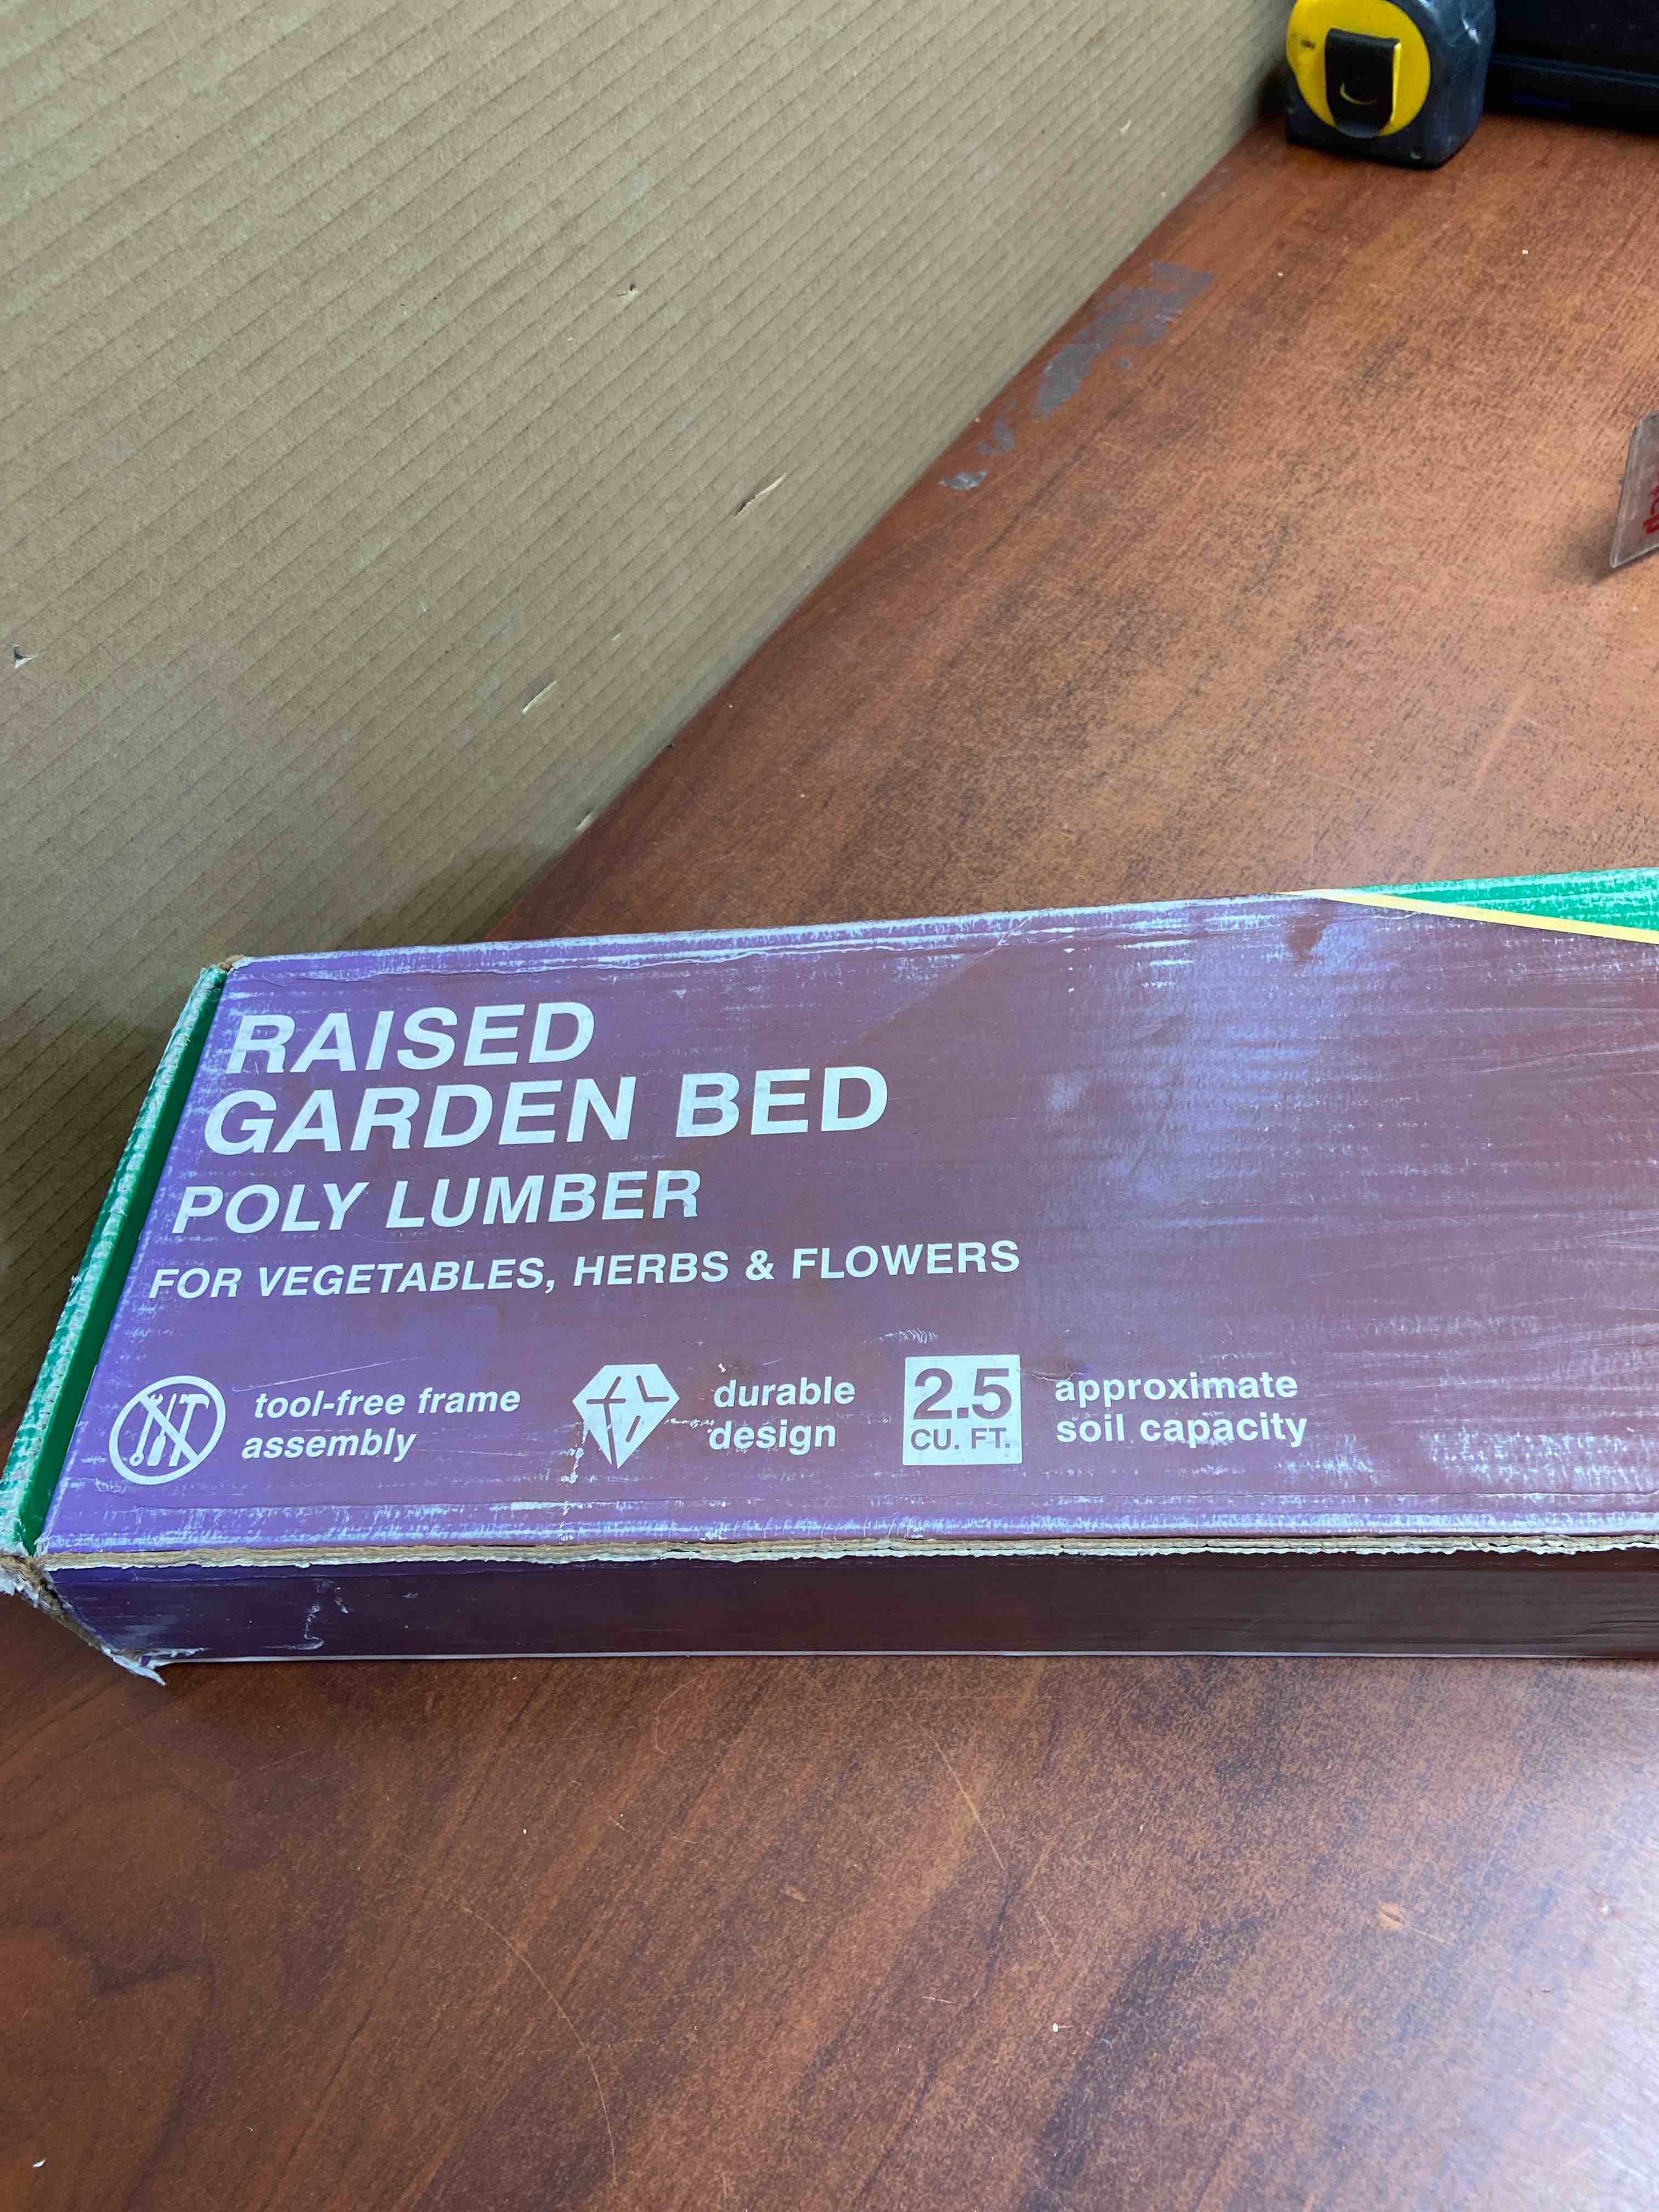 RAISED
GARDEN BED
POLY LUMBER
FOR VEGETABLES, HERBS & FLOWERS
tool-free frame
assembly
durable
design
2.5
CU. FT.
approximate
soil capacity